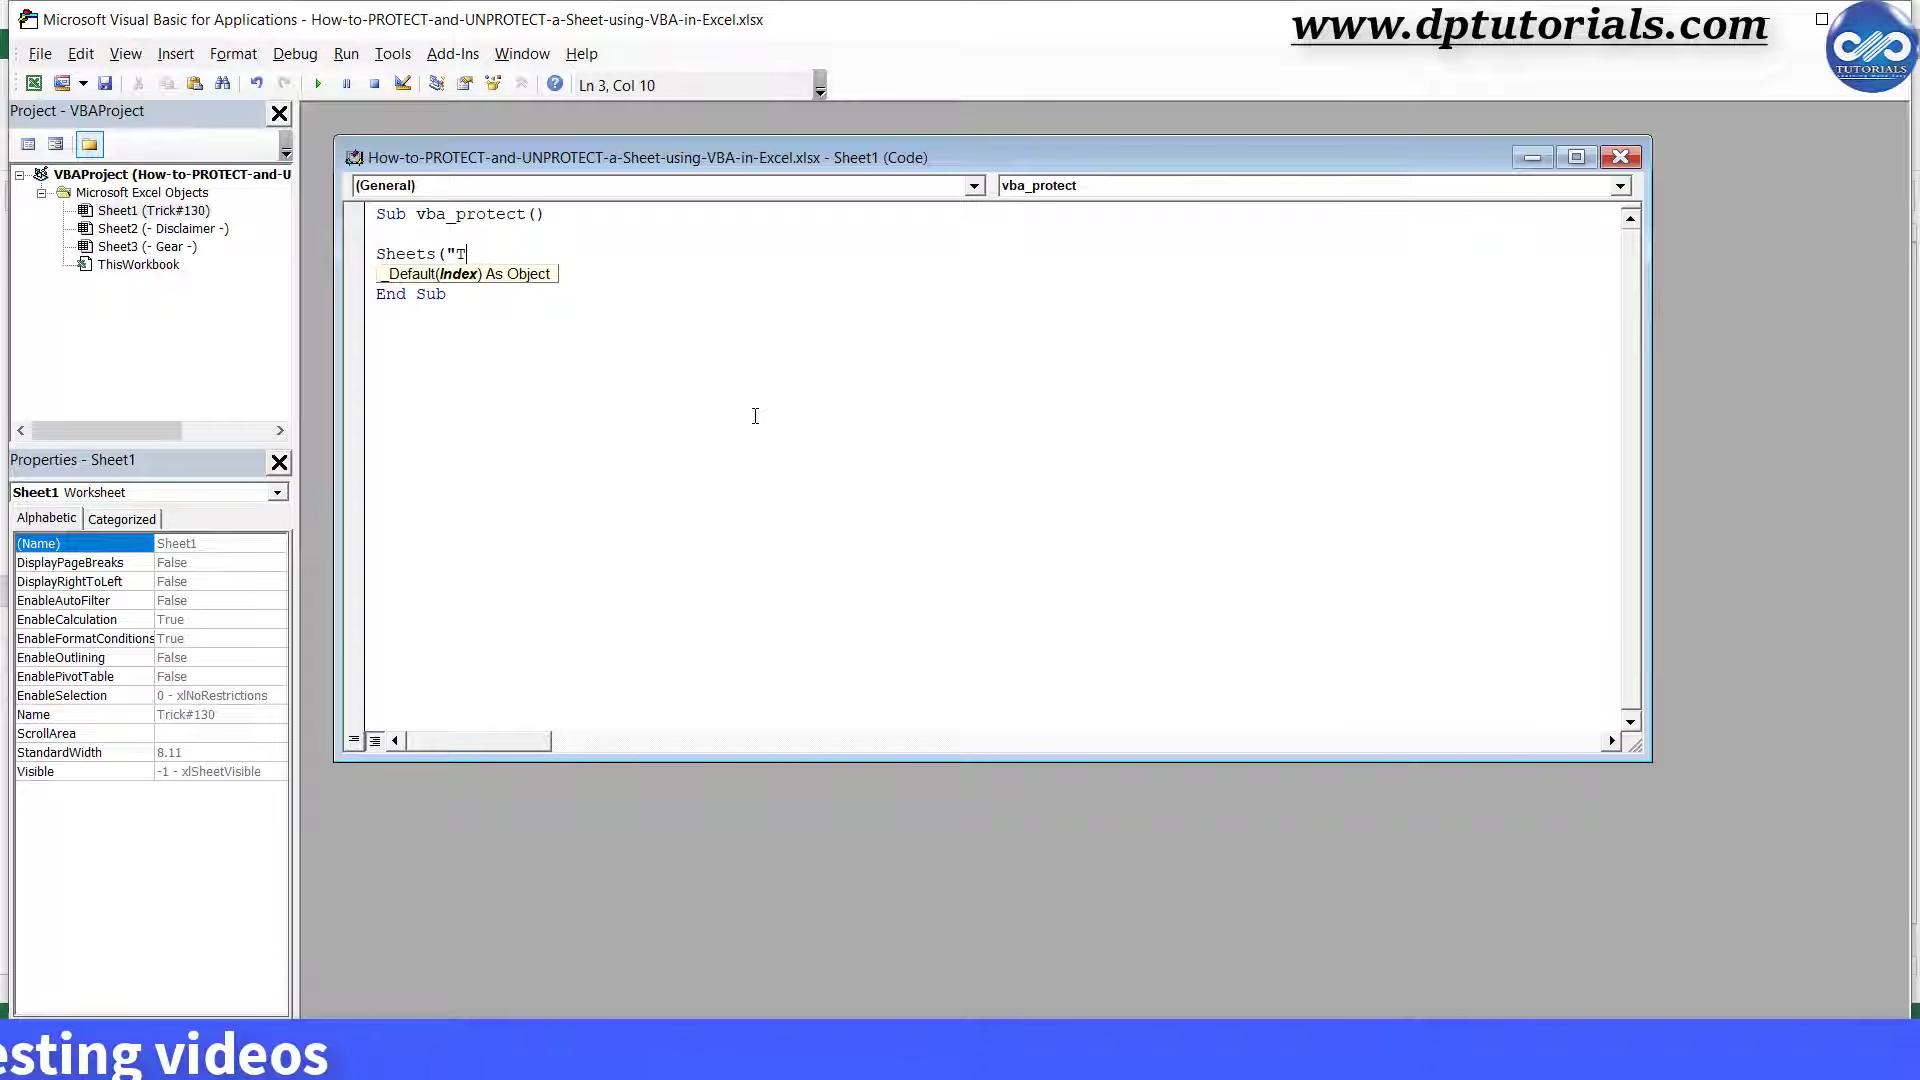 Microsoft Visual Basic for Applications - How-to-PROTECT-and-UNPROTECT-a-Sheet-using-VBA-in-Excel.xlsx
www.dptutorials.com
TUTORIALS
File Edit View Insert Format Debug Run Tools Add-Ins Window Help
Ln 3, Col 10
Project - VBAProject
VBAProject (How-to-PROTECT-and-U
Microsoft Excel Objects
Sheet1 (Trick#130)
Sheet2 (- Disclaimer -)
Sheet3 (- Gear -)
ThisWorkbook
How-to-PROTECT-and-UNPROTECT-a-Sheet-using-VBA-in-Excel.xlsx - Sheet1 (Code)
(General) vba_protect
Sub vba_protect()
Sheets("T
_Default(Index) As Object
End Sub
Properties - Sheet1
Sheet1 Worksheet
Alphabetic Categorized
(Name) Sheet1
DisplayPageBreaks False
DisplayRightToLeft False
EnableAutoFilter False
EnableCalculation True
EnableFormatConditions True
EnableOutlining False
EnablePivotTable False
EnableSelection 0 - xlNoRestrictions
Name Trick#130
ScrollArea
StandardWidth 8.11
Visible -1 - xlSheetVisible
esting videos